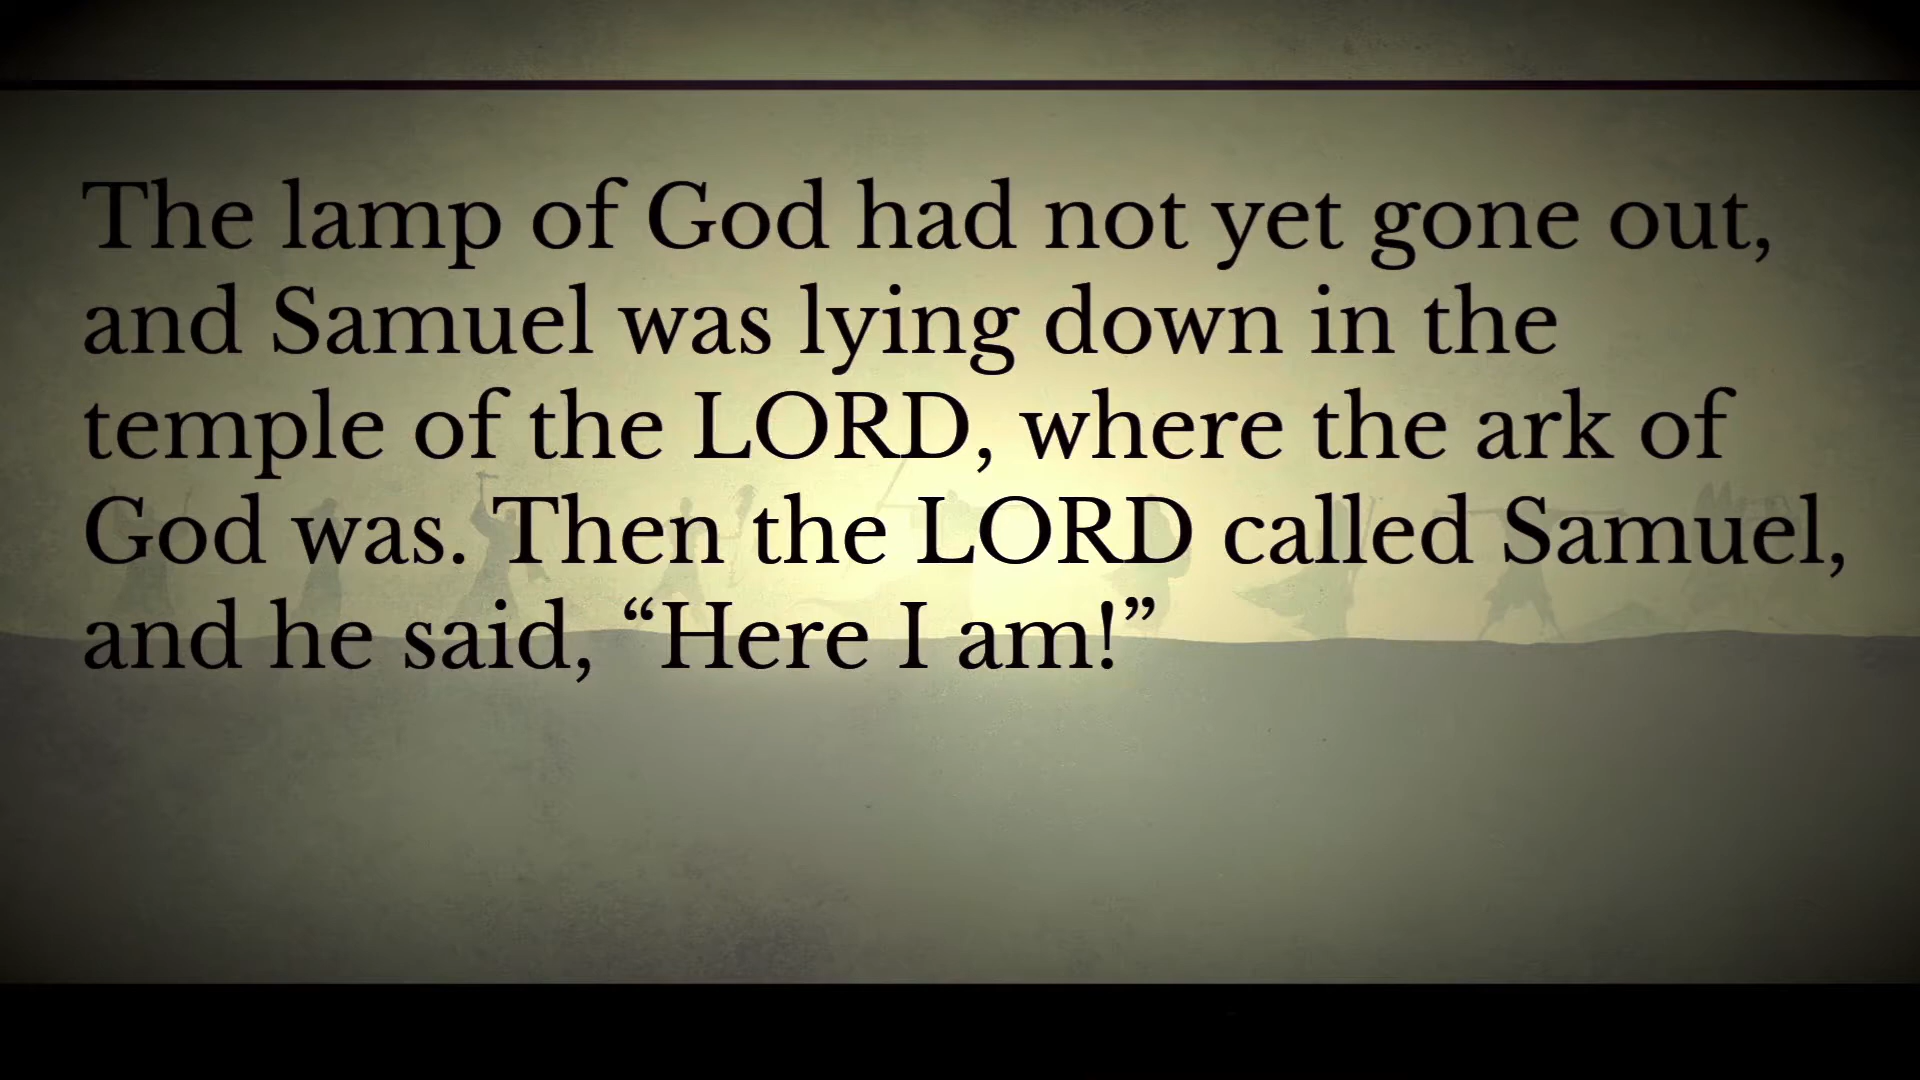 The lamp of God had not yet gone out,
and Samuel was lying down in the
temple of the LORD, where the ark of
God was. Then the LORD called Samuel,
and he said, “Here I am!”